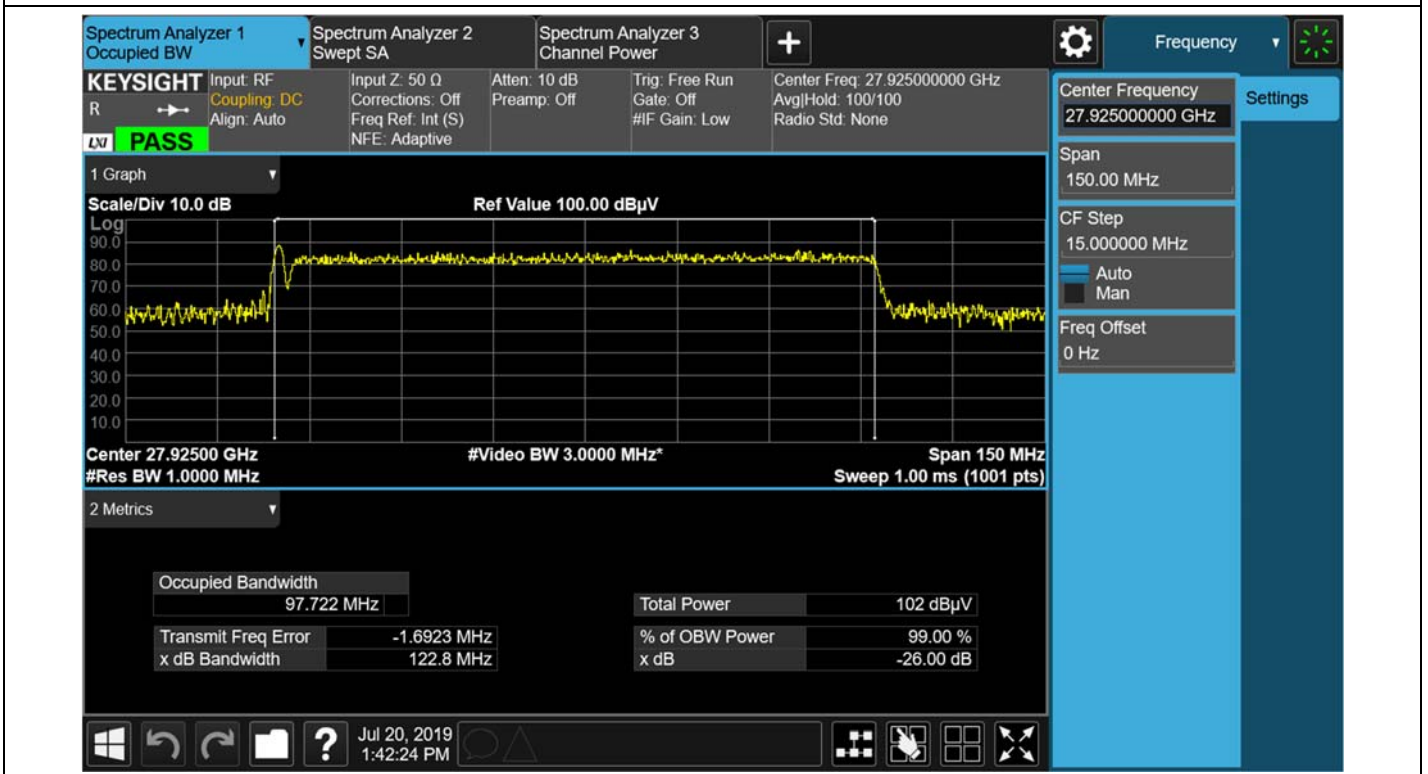 Spectrum Analyzer 1
Occupied BW
Spectrum Analyzer 2
Swept SA
Spectrum Analyzer 3
Channel Power
+
Frequency
KEYSIGHT
R
LXI PASS
Input: RF
Coupling: DC
Align: Auto
Input Z: 50 Ω
Corrections: Off
Freq Ref: Int (S)
NFE: Adaptive
Atten: 10 dB
Preamp: Off
Trig: Free Run
Gate: Off
#IF Gain: Low
Center Freq: 27.925000000 GHz
Avg|Hold: 100/100
Radio Std: None
Center Frequency
27.925000000 GHz
Settings
Span
150.00 MHz
CF Step
15.000000 MHz
Auto
Man
Freq Offset
0 Hz
1 Graph
Scale/Div 10.0 dB
Ref Value 100.00 dBµV
Log
90.0
80.0
70.0
60.0
50.0
40.0
30.0
20.0
10.0
Center 27.92500 GHz
#Video BW 3.0000 MHz*
Span 150 MHz
#Res BW 1.0000 MHz
Sweep 1.00 ms (1001 pts)
2 Metrics
Occupied Bandwidth
97.722 MHz
Total Power 102 dBµV
Transmit Freq Error -1.6923 MHz
% of OBW Power 99.00 %
x dB Bandwidth 122.8 MHz
x dB -26.00 dB
?
Jul 20, 2019
1:42:24 PM